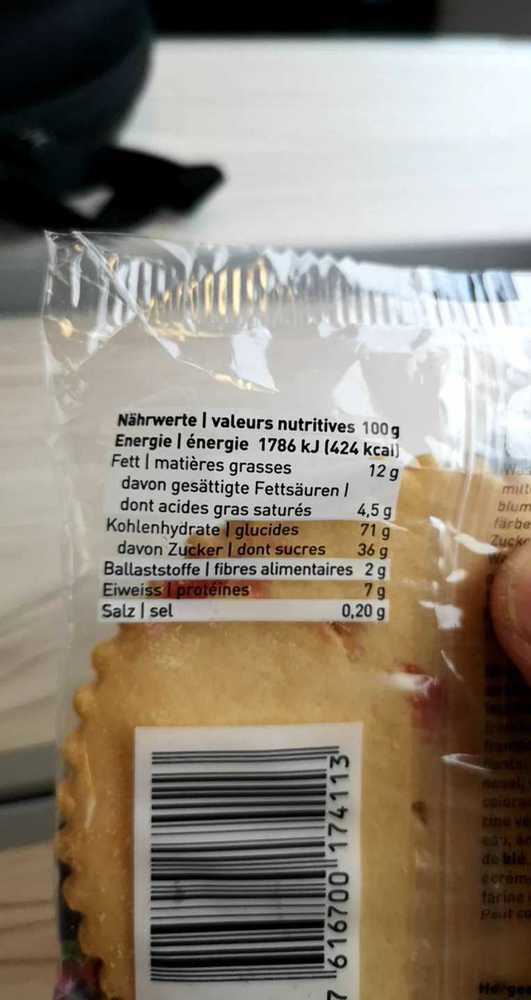 Nährwerte | valeurs nutritives 100g
Energie | énergie 1786 kJ (424 kcal)
Fett | matières grasses 12 g
davon gesättigte Fettsäuren /
dont acides gras saturés 4,5 g
Kohlenhydrate | glucides 71 g
davon Zucker | dont sucres 36 g
Ballaststoffe | fibres alimentaires 2 g
Eiweiss | protéines 7 g
Salz | sel 0,20 g
7 616700 174113